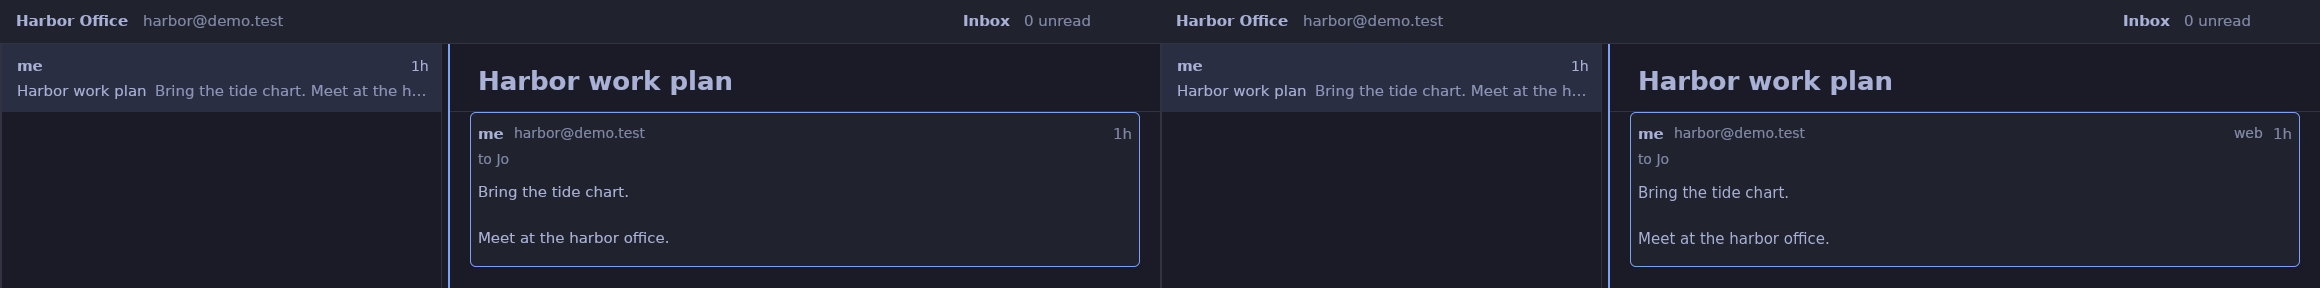 Harbor Office harbor@demo.test Inbox 0 unread
me 1h
Harbor work plan Bring the tide chart. Meet at the h…
Harbor work plan
me harbor@demo.test 1h
to Jo
Bring the tide chart.
Meet at the harbor office.
Harbor Office harbor@demo.test Inbox 0 unread
me 1h
Harbor work plan Bring the tide chart. Meet at the h…
Harbor work plan
me harbor@demo.test web 1h
to Jo
Bring the tide chart.
Meet at the harbor office.